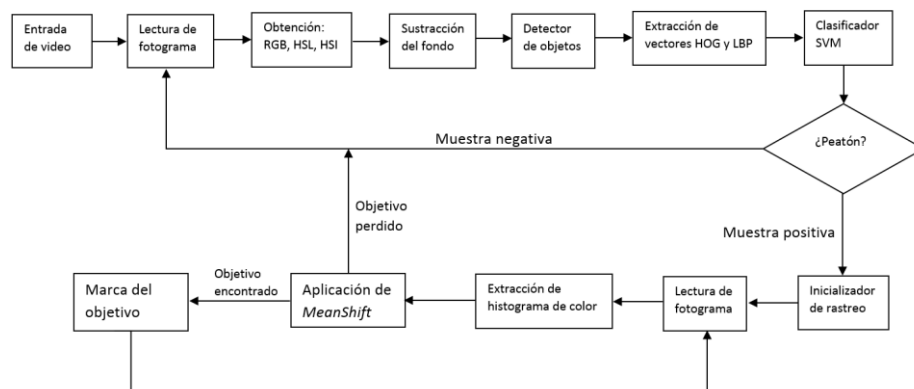 Entrada
de video
Lectura de
fotograma
Obtención:
RGB, HSL, HSI
Sustracción
del fondo
Detector
de objetos
Extracción de
vectores HOG y LBP
Clasificador
SVM
Muestra negativa
¿Peatón?
Objetivo
perdido
Muestra positiva
Marca del
objetivo
Objetivo
encontrado
Aplicación de
MeanShift
Extracción de
histograma de color
Lectura de
fotograma
Inicializador
de rastreo